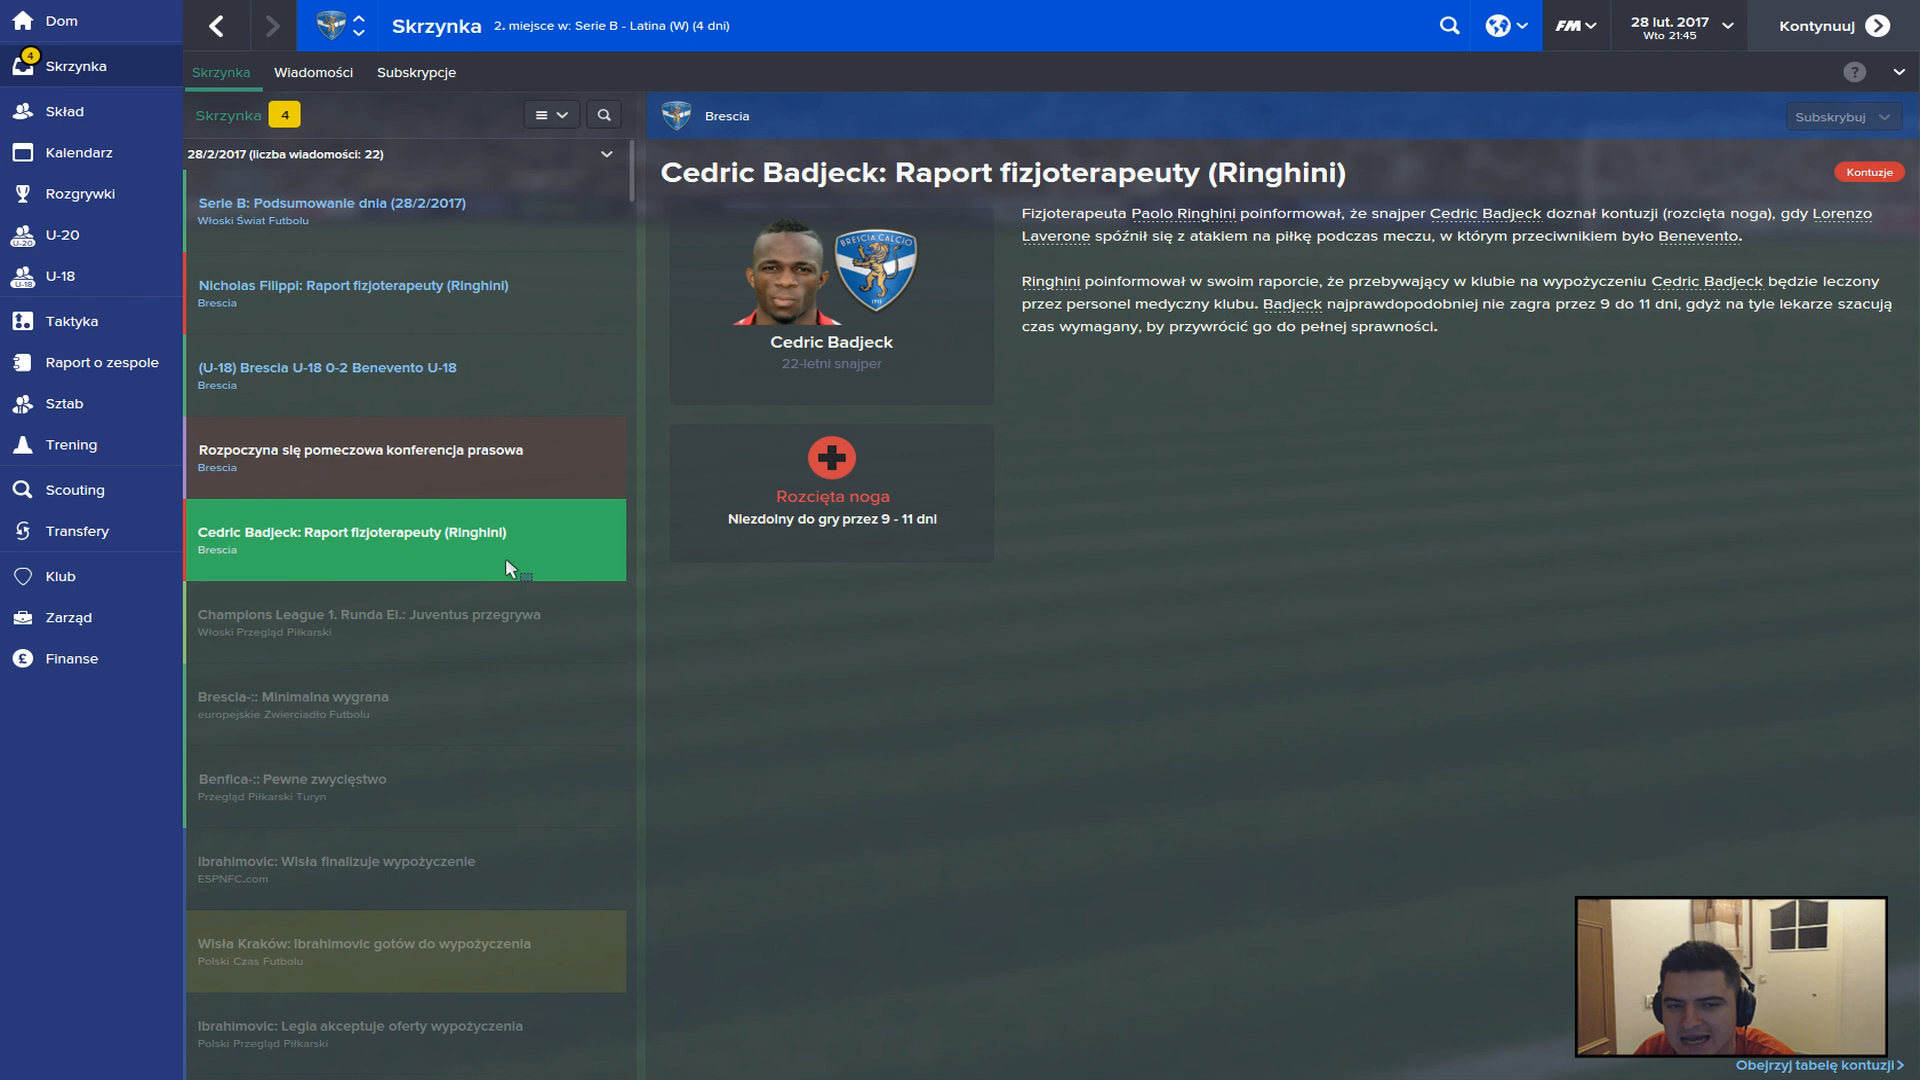 Dom
4
Skrzynka
Skład
Kalendarz
Rozgrywki
U-20
U-20
U-18
U-18
Taktyka
Raport o zespole
Sztab
Trening
Scouting
Transfery
Klub
Zarząd
Finanse
Skrzynka
2. miejsce w: Serie B - Latina (W) (4 dni)
FM
28 lut. 2017
Wto 21:45
Kontynuuj
Skrzynka
Wiadomości
Subskrypcje
?
Skrzynka
4
28/2/2017 (liczba wiadomości: 22)
Serie B: Podsumowanie dnia (28/2/2017)
Włoski Świat Futbolu
Nicholas Filippi: Raport fizjoterapeuty (Ringhini)
Brescia
(U-18) Brescia U-18 0-2 Benevento U-18
Brescia
Rozpoczyna się pomeczowa konferencja prasowa
Brescia
Cedric Badjeck: Raport fizjoterapeuty (Ringhini)
Brescia
Champions League 1. Runda El.: Juventus przegrywa
Włoski Przegląd Piłkarski
Brescia-:: Minimalna wygrana
europejskie Zwierciadło Futbolu
Benfica-:: Pewne zwycięstwo
Przegląd Piłkarski Turyn
Ibrahimovic: Wisła finalizuje wypożyczenie
ESPNFC.com
Wisła Kraków: Ibrahimovic gotów do wypożyczenia
Polski Czas Futbolu
Ibrahimovic: Legia akceptuje oferty wypożyczenia
Polski Przegląd Piłkarski
Brescia
Subskrybuj
Cedric Badjeck: Raport fizjoterapeuty (Ringhini)
Kontuzje
BRESCIA CALCIO
1911
Cedric Badjeck
22-letni snajper
Rozcięta noga
Niezdolny do gry przez 9 - 11 dni
Fizjoterapeuta Paolo Ringhini poinformował, że snajper Cedric Badjeck doznał kontuzji (rozcięta noga), gdy Lorenzo
Laverone spóźnił się z atakiem na piłkę podczas meczu, w którym przeciwnikiem było Benevento.
Ringhini poinformował w swoim raporcie, że przebywający w klubie na wypożyczeniu Cedric Badjeck będzie leczony
przez personel medyczny klubu. Badjeck najprawdopodobniej nie zagra przez 9 do 11 dni, gdyż na tyle lekarze szacują
czas wymagany, by przywrócić go do pełnej sprawności.
Obejrzyj tabelę kontuzji >